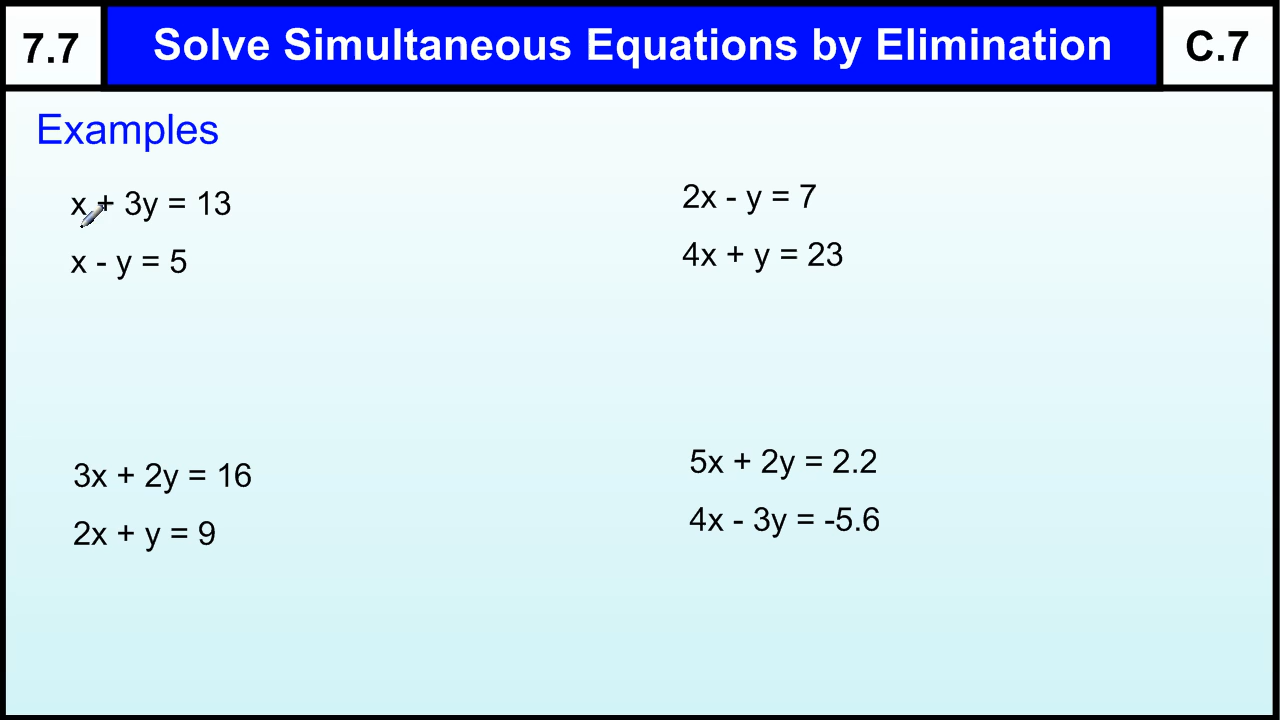 7.7
Solve Simultaneous Equations by Elimination
C.7
Examples
x + 3y = 13
x - y = 5
2x - y = 7
4x + y = 23
3x + 2y = 16
2x + y = 9
5x + 2y = 2.2
4x - 3y = -5.6